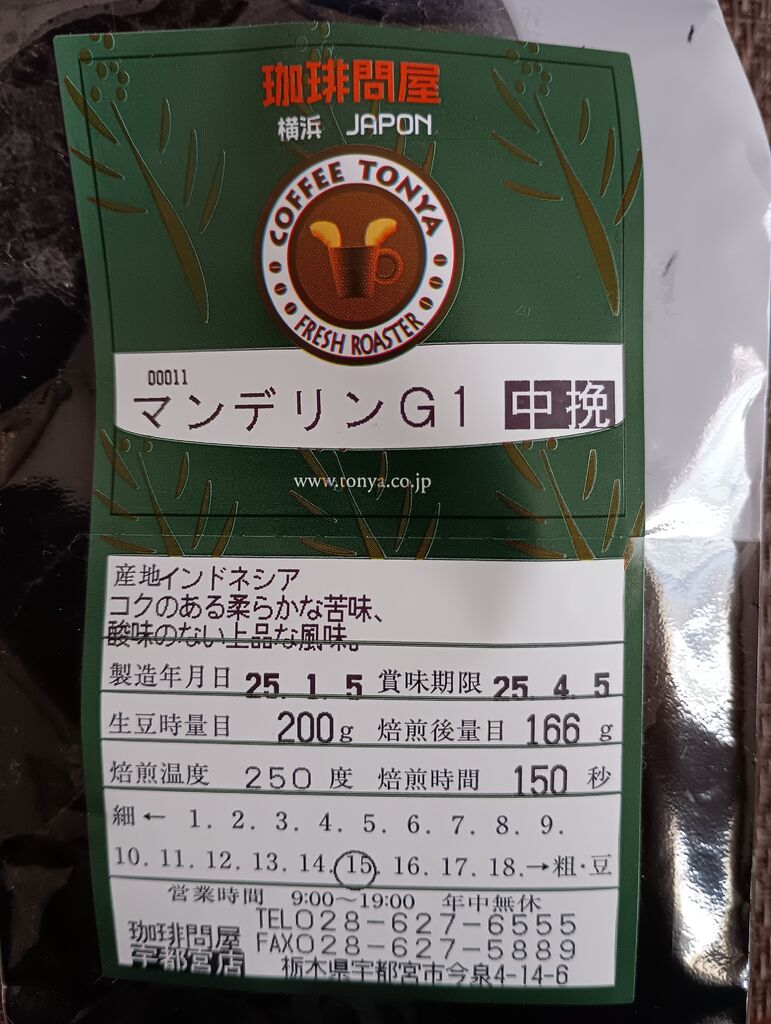 珈琲問屋
横浜 JAPON
COFFEE TONYA
FRESH ROASTER
00011
マンデリンG1 中挽
www.tonya.co.jp
産地インドネシア
コクのある柔らかな苦味、
酸味のない上品な風味。
製造年月日 25. 1. 5 賞味期限 25. 4. 5
生豆時量目 200g 焙煎後量目 166g
焙煎温度 250度 焙煎時間 150秒
細← 1. 2. 3. 4. 5. 6. 7. 8. 9.
10. 11. 12. 13. 14. 15. 16. 17. 18.→粗・豆
営業時間 9:00～19:00 年中無休
珈琲問屋 TEL028-627-6555
宇都宮店 FAX028-627-5889
栃木県宇都宮市今泉4-14-6